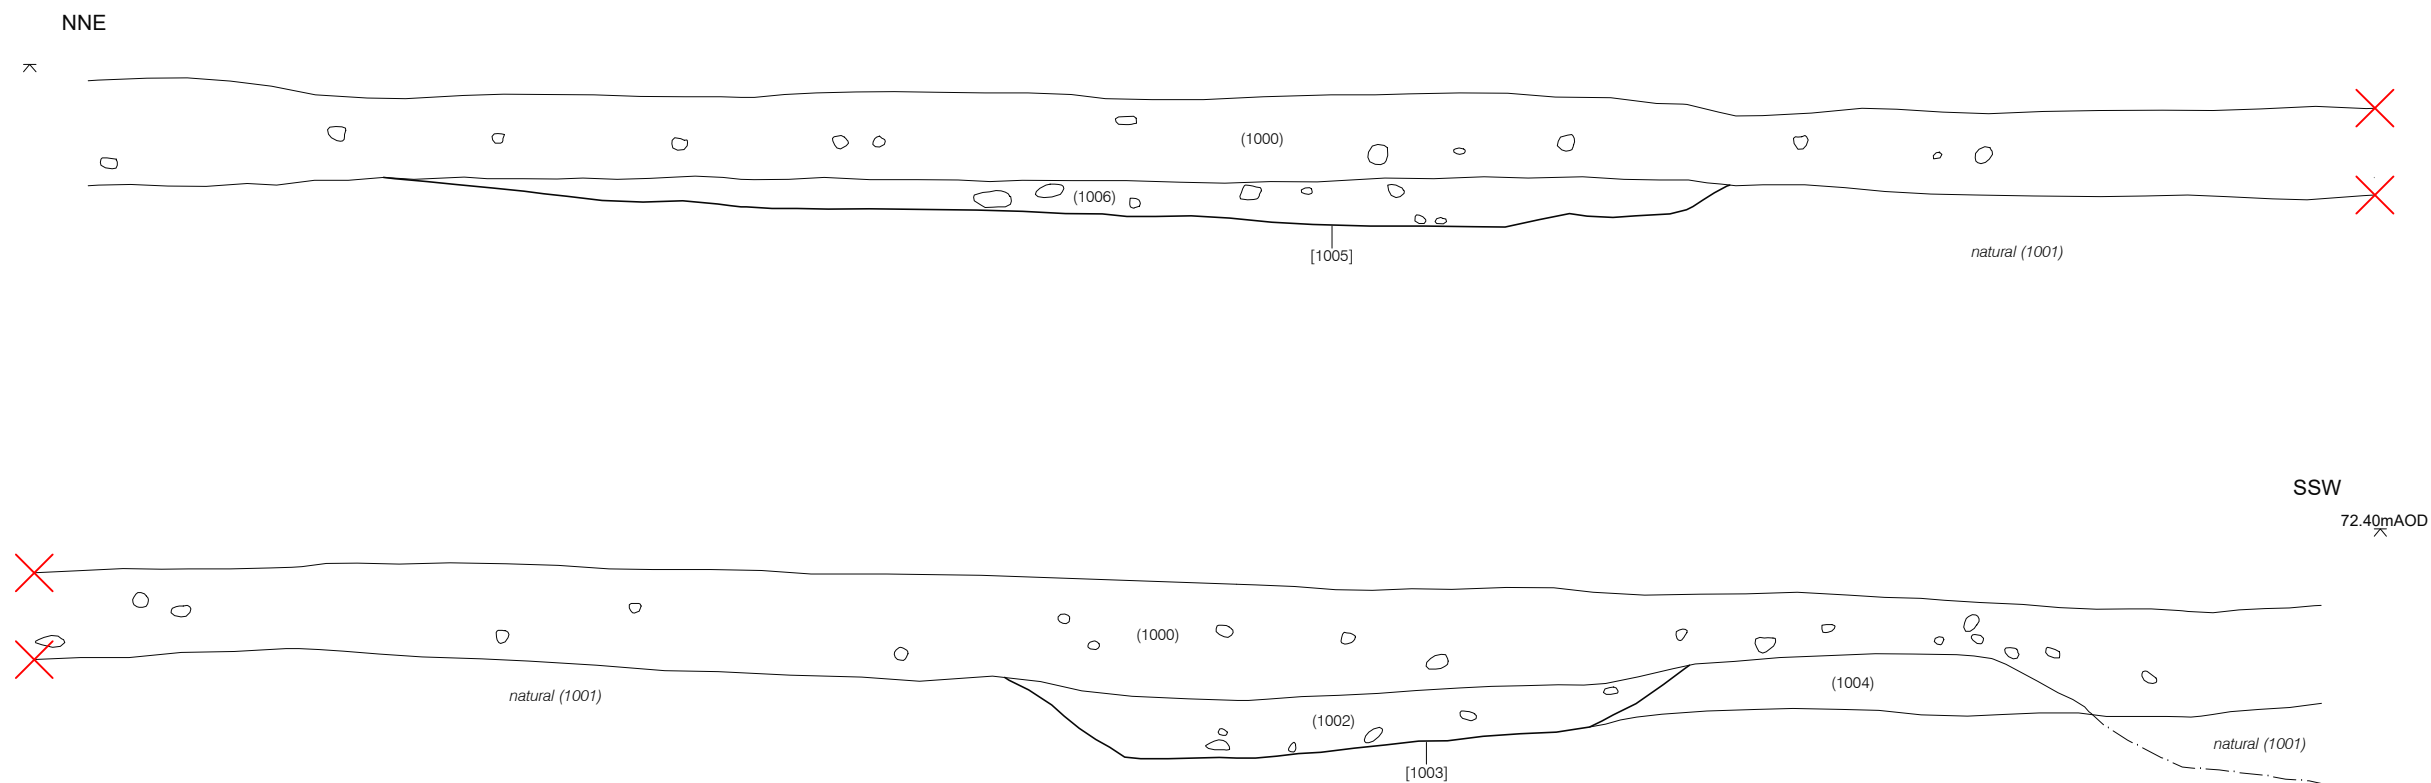 NNE
(1000)
(1006)
[1005]
natural (1001)
SSW
72.40mAOD
(1000)
natural (1001)
(1004)
(1002)
natural (1001)
[1003]